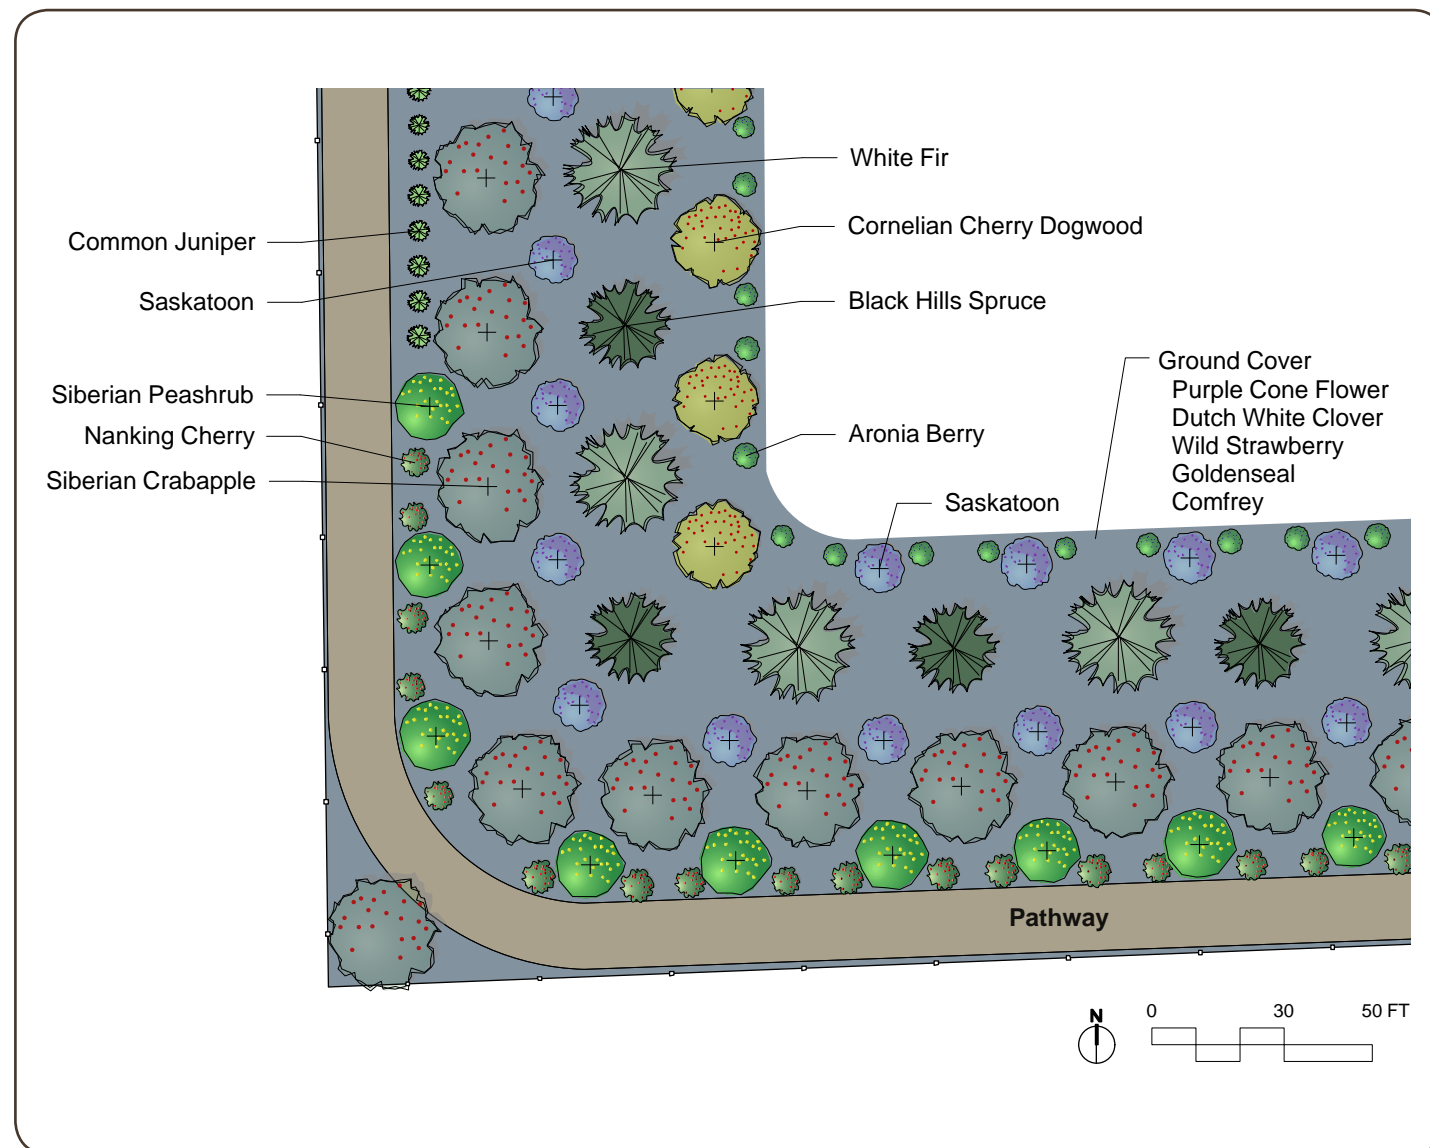 White Fir
Cornelian Cherry Dogwood
Common Juniper
Saskatoon
Black Hills Spruce
Ground Cover
Purple Cone Flower
Dutch White Clover
Wild Strawberry
Goldenseal
Comfrey
Siberian Peashrub
Nanking Cherry
Aronia Berry
Siberian Crabapple
Saskatoon
Pathway
N
0 30 50 FT